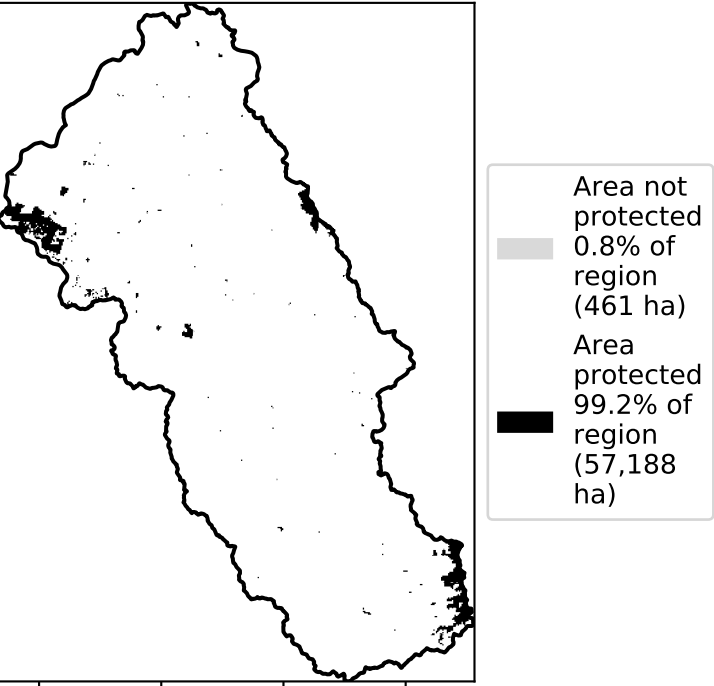 Area not
protected
0.8% of
region
(461 ha)
Area
protected
99.2% of
region
(57,188
ha)